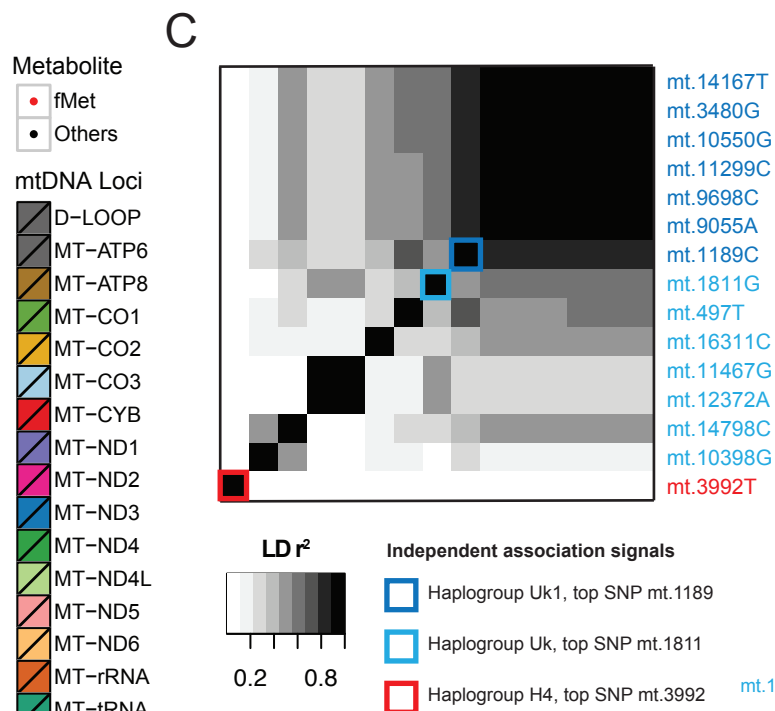 C
Metabolite
fMet
Others
mtDNA Loci
D−LOOP
MT−ATP6
MT−ATP8
MT−CO1
MT−CO2
MT−CO3
MT−CYB
MT−ND1
MT−ND2
MT−ND3
MT−ND4
MT−ND4L
MT−ND5
MT−ND6
MT−rRNA
MT−tRNA
mt.14167T
mt.3480G
mt.10550G
mt.11299C
mt.9698C
mt.9055A
mt.1189C
mt.1811G
mt.497T
mt.16311C
mt.11467G
mt.12372A
mt.14798C
mt.10398G
mt.3992T
LD r²
0.2 0.8
Independent association signals
Haplogroup Uk1, top SNP mt.1189
Haplogroup Uk, top SNP mt.1811
Haplogroup H4, top SNP mt.3992
mt.1